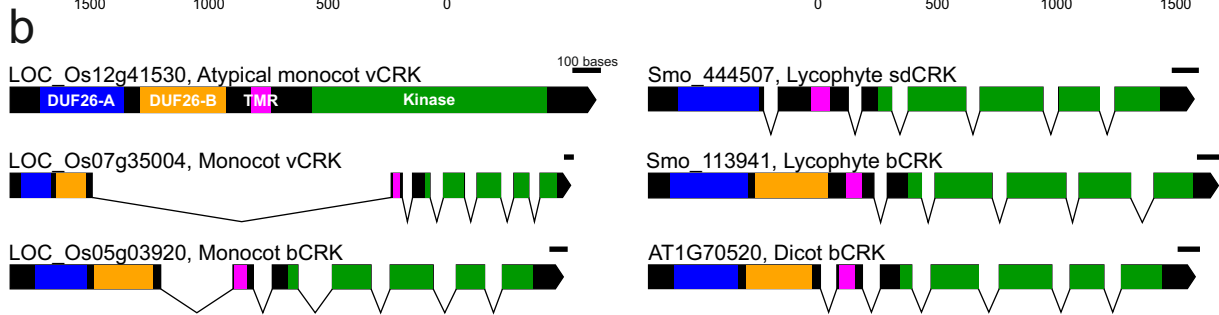 1500 1000 500 0 0 500 1000 1500
b
100 bases
LOC_Os12g41530, Atypical monocot vCRK
DUF26-A DUF26-B TMR Kinase
LOC_Os07g35004, Monocot vCRK
LOC_Os05g03920, Monocot bCRK
Smo_444507, Lycophyte sdCRK
Smo_113941, Lycophyte bCRK
AT1G70520, Dicot bCRK